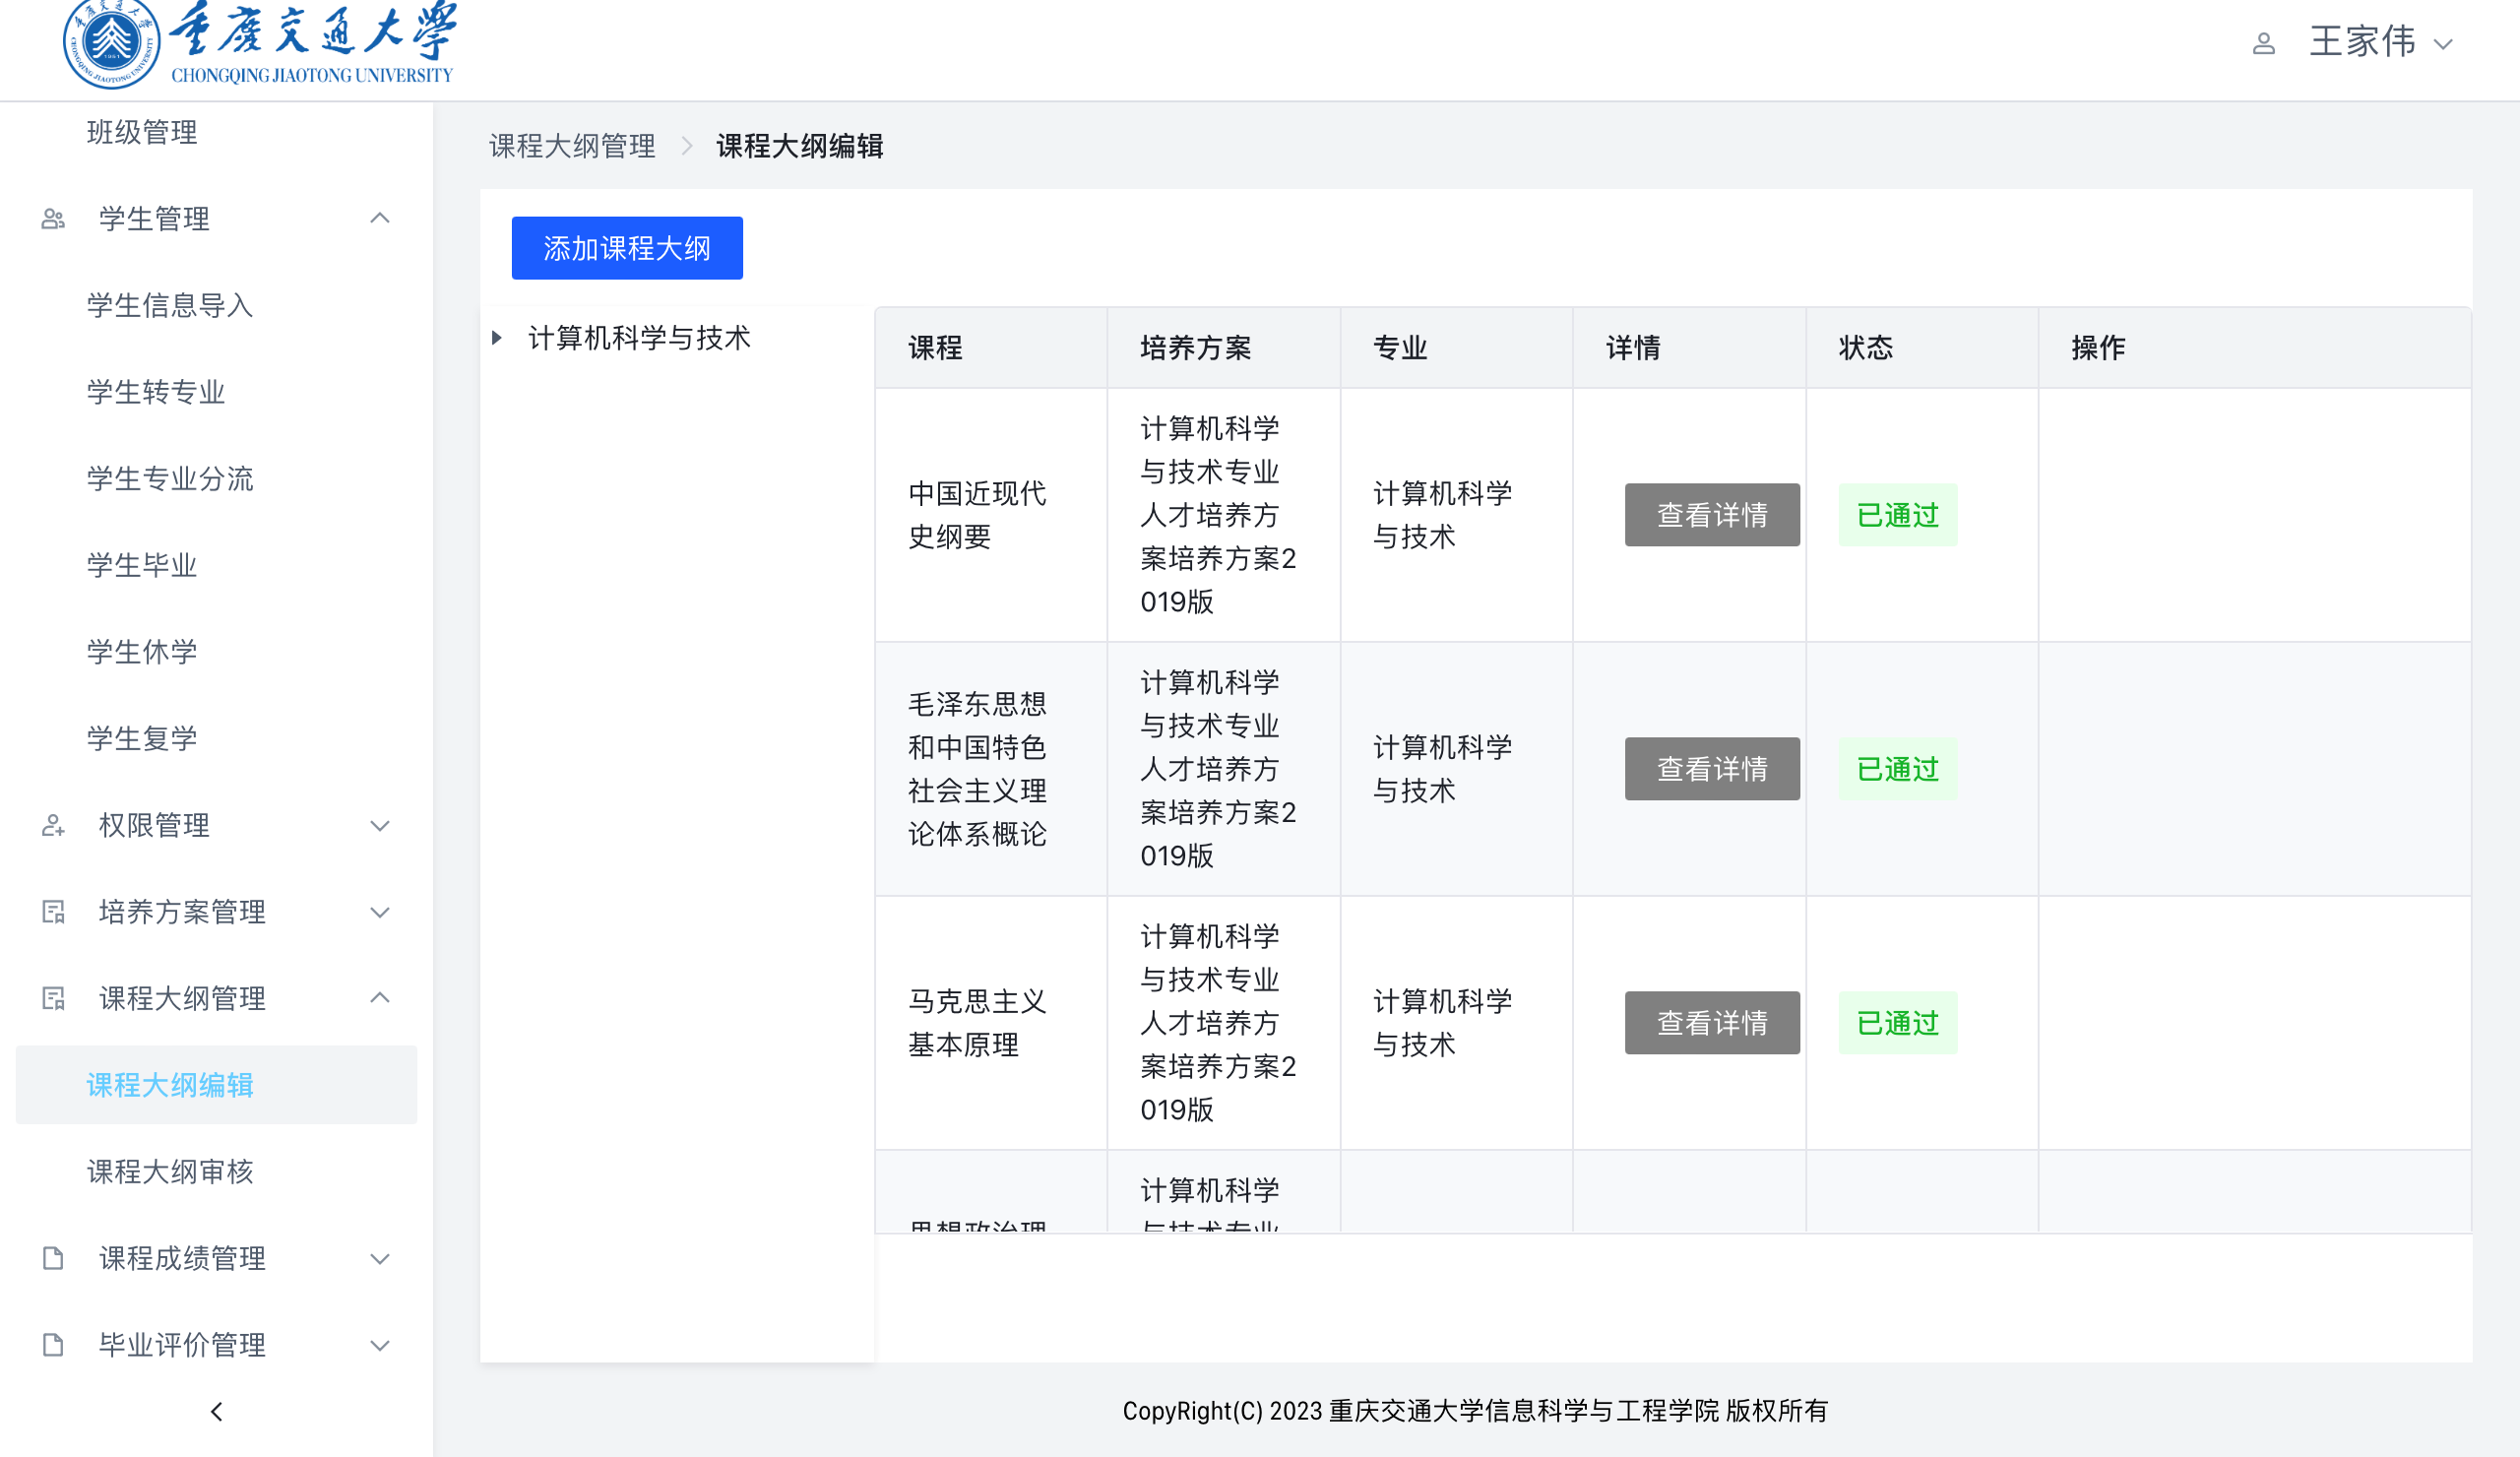 重庆交通大学
CHONGQING JIAOTONG UNIVERSITY
王家伟
班级管理
学生管理
学生信息导入
学生转专业
学生专业分流
学生毕业
学生休学
学生复学
权限管理
培养方案管理
课程大纲管理
课程大纲编辑
课程大纲审核
课程成绩管理
毕业评价管理
课程大纲管理 课程大纲编辑
添加课程大纲
计算机科学与技术
课程 培养方案 专业 详情 状态 操作
中国近现代
史纲要
计算机科学
与技术专业
人才培养方
案培养方案2
019版
计算机科学
与技术
查看详情
已通过
毛泽东思想
和中国特色
社会主义理
论体系概论
计算机科学
与技术专业
人才培养方
案培养方案2
019版
计算机科学
与技术
查看详情
已通过
马克思主义
基本原理
计算机科学
与技术专业
人才培养方
案培养方案2
019版
计算机科学
与技术
查看详情
已通过
思想政治理
计算机科学
与技术专业
CopyRight(C) 2023 重庆交通大学信息科学与工程学院 版权所有